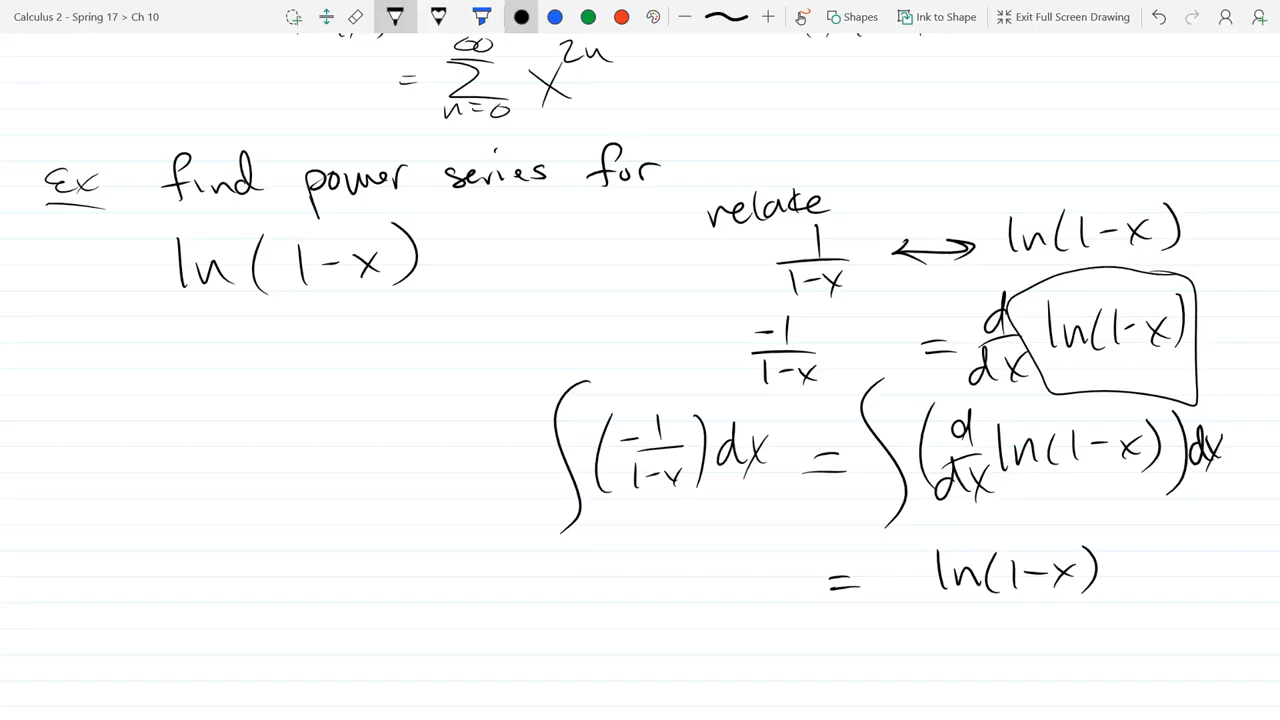 Calculus 2 - Spring 17 > Ch 10
Shapes
Ink to Shape
Exit Full Screen Drawing
= ∞ Σ n=0 x^{2n}
Ex find power series for
ln(1-x)
relate
1/(1-x) ↔ ln(1-x)
-1/(1-x) = d/dx ln(1-x)
∫(-1/(1-x))dx = ∫(d/dx ln(1-x))dx
= ln(1-x)